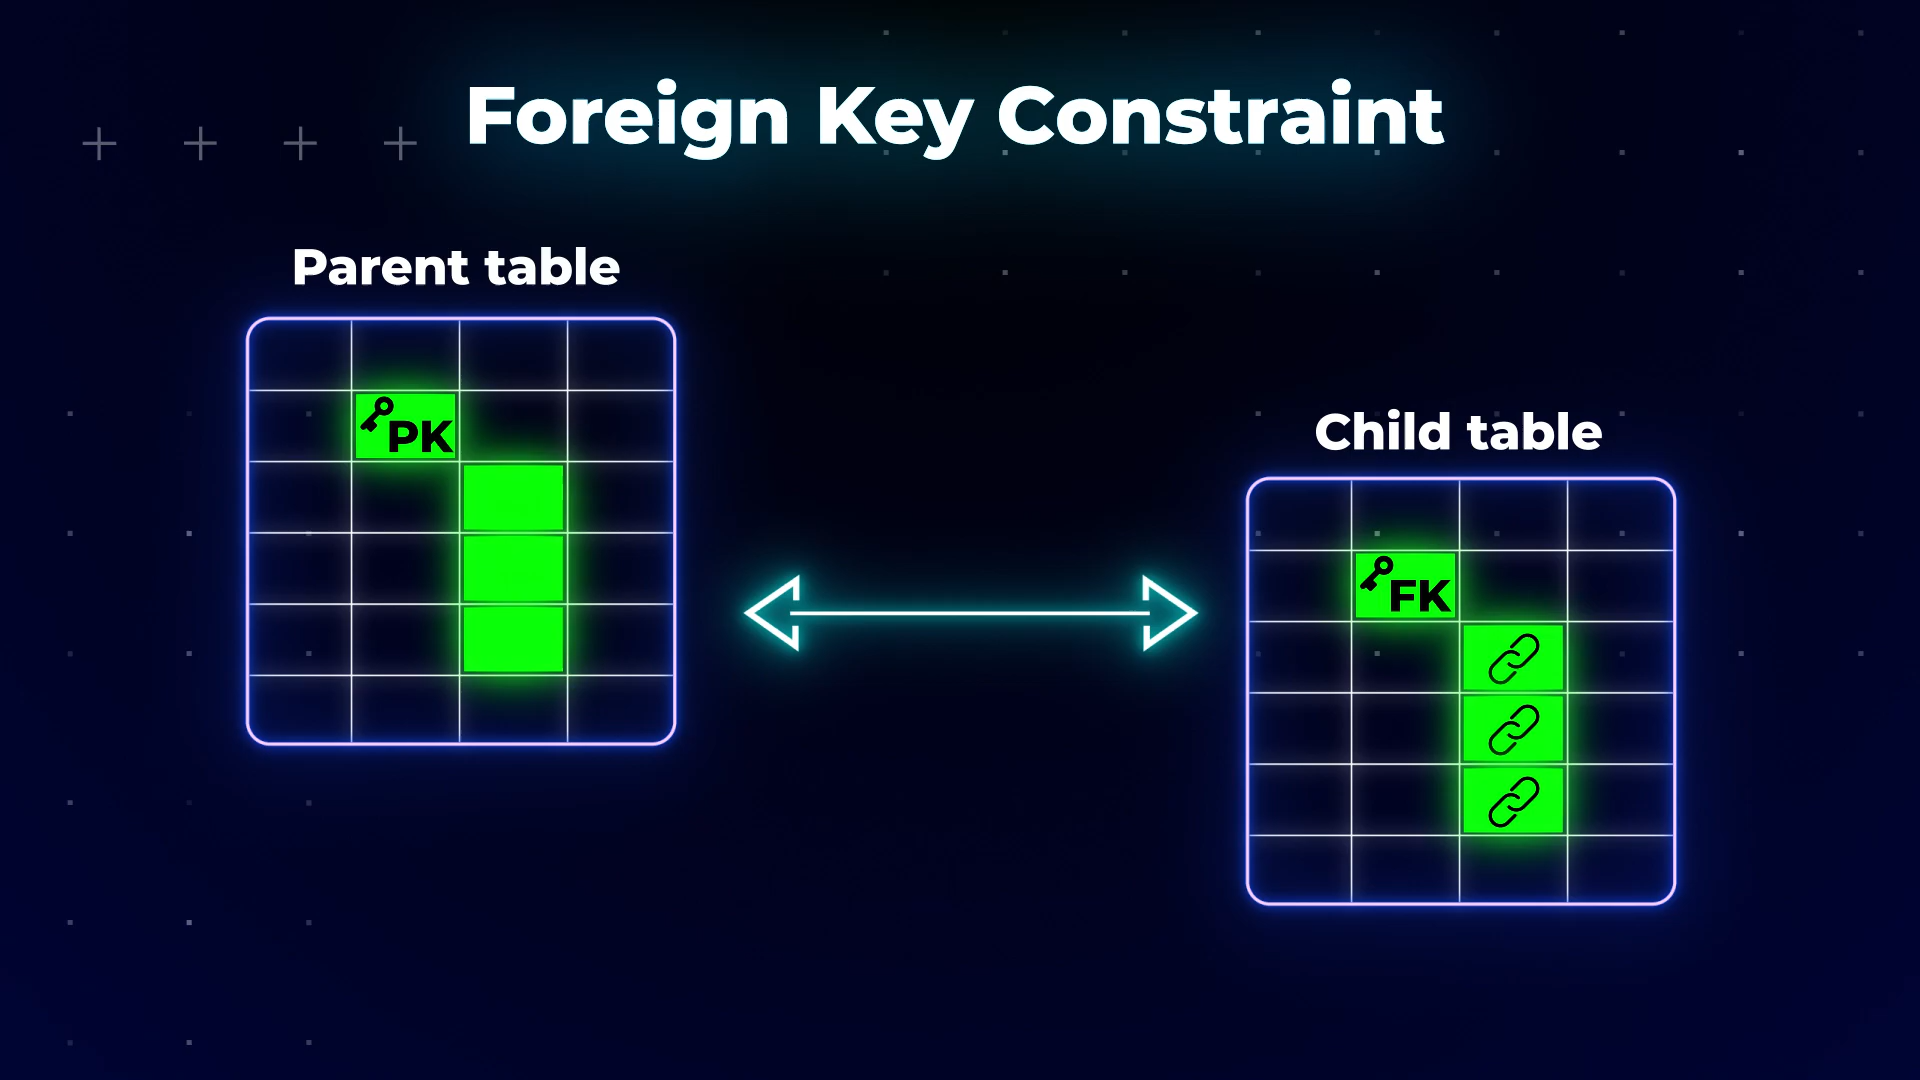 Foreign Key Constraint
Parent table
PK
Child table
FK